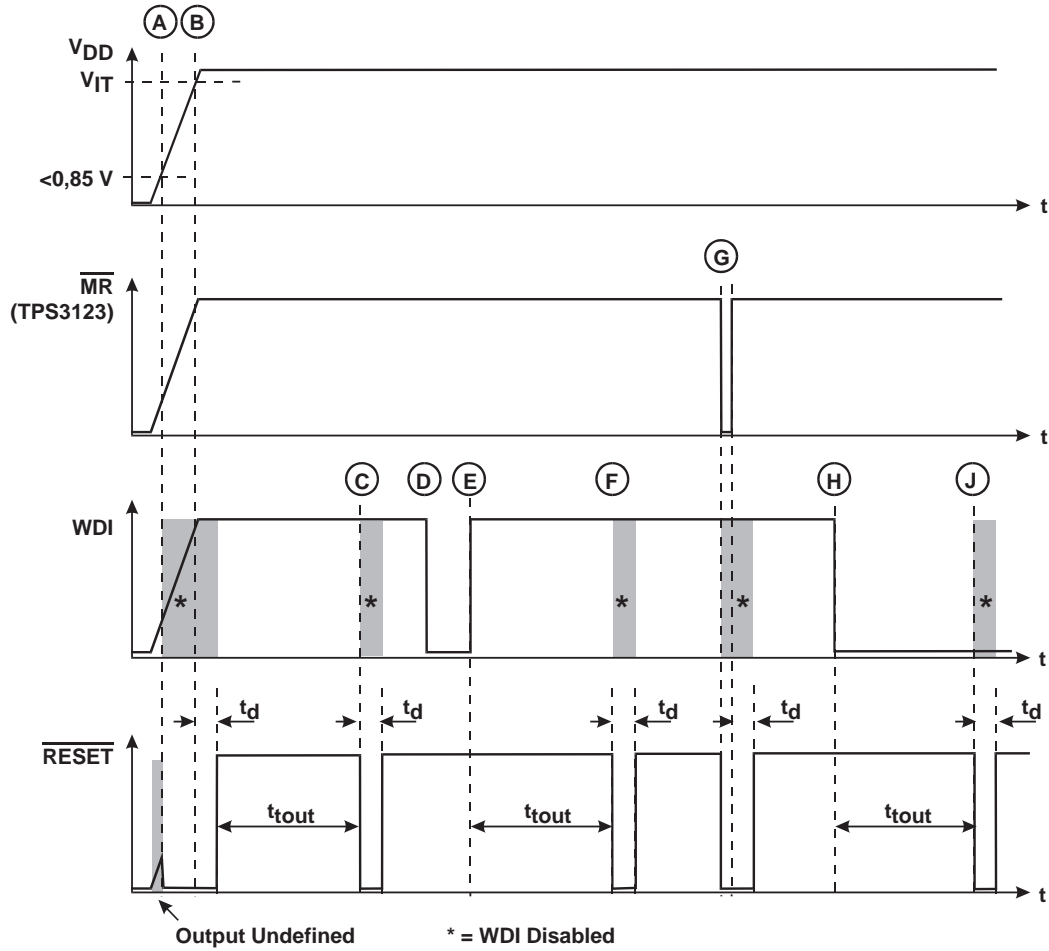 A B
VDD
VIT
<0,85 V
t
G
MR
(TPS3123)
t
C D E F H J
WDI
* * * * *
t
td td td td td
RESET
ttout ttout ttout
t
Output Undefined * = WDI Disabled